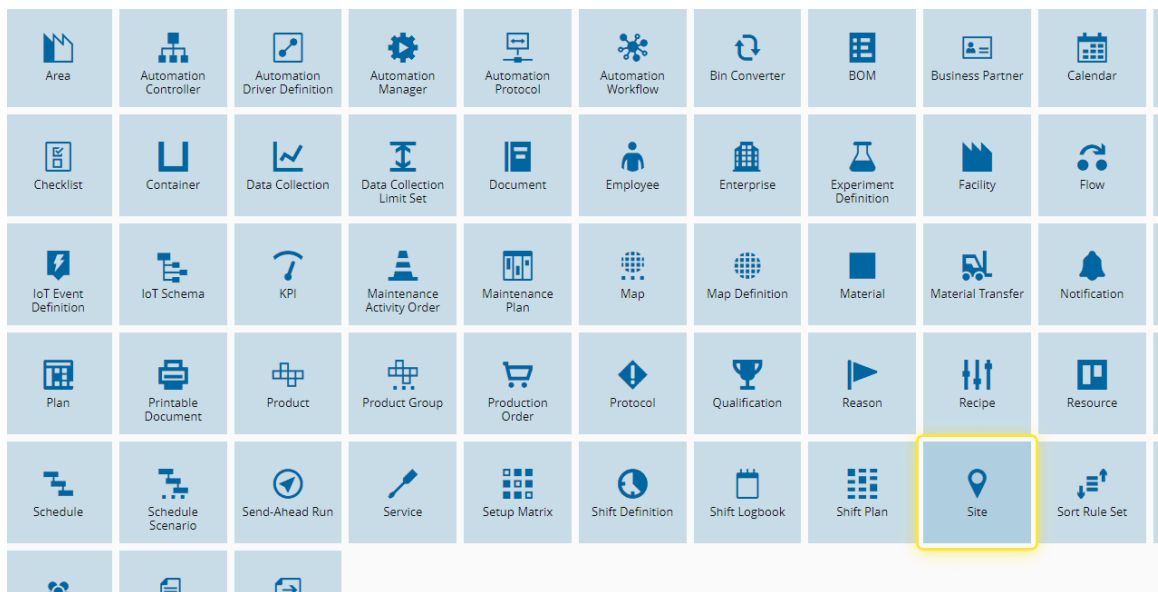 Area
Automation
Controller
Automation
Driver Definition
Automation
Manager
Automation
Protocol
Automation
Workflow
Bin Converter
BOM
Business Partner
Calendar
Checklist
Container
Data Collection
Data Collection
Limit Set
Document
Employee
Enterprise
Experiment
Definition
Facility
Flow
IoT Event
Definition
IoT Schema
KPI
Maintenance
Activity Order
Maintenance
Plan
Map
Map Definition
Material
Material Transfer
Notification
Plan
Printable
Document
Product
Product Group
Production
Order
Protocol
Qualification
Reason
Recipe
Resource
Schedule
Schedule
Scenario
Send-Ahead Run
Service
Setup Matrix
Shift Definition
Shift Logbook
Shift Plan
Site
Sort Rule Set